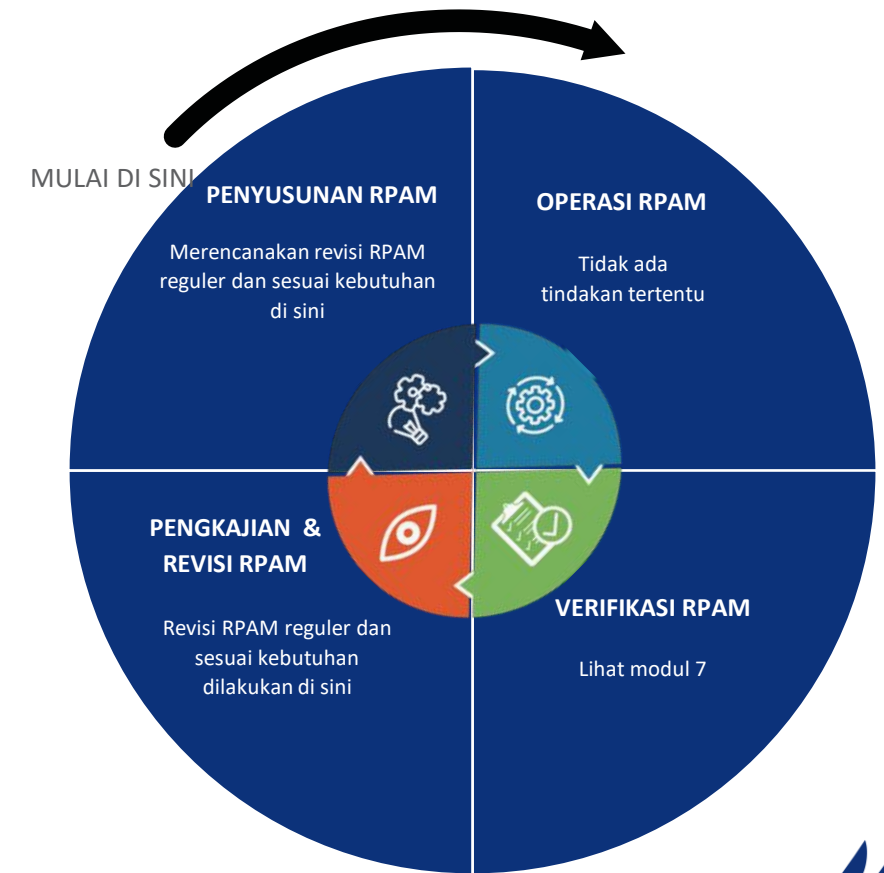 MULAI DI SINI
PENYUSUNAN RPAM
Merencanakan revisi RPAM
reguler dan sesuai kebutuhan
di sini
OPERASI RPAM
Tidak ada
tindakan tertentu
PENGKAJIAN &
REVISI RPAM
Revisi RPAM reguler dan
sesuai kebutuhan
dilakukan di sini
VERIFIKASI RPAM
Lihat modul 7